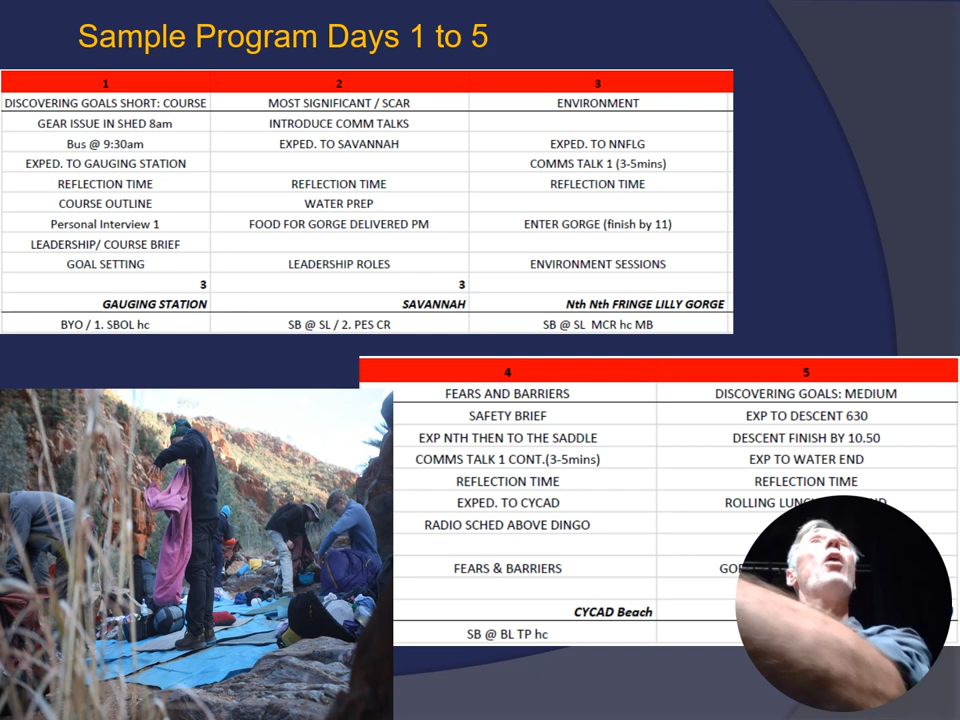 Sample Program Days 1 to 5
1 2 3
DISCOVERING GOALS SHORT: COURSE MOST SIGNIFICANT / SCAR ENVIRONMENT
GEAR ISSUE IN SHED 8am INTRODUCE COMM TALKS
Bus @ 9:30am EXPED. TO SAVANNAH EXPED. TO NNFLG
EXPED. TO GAUGING STATION COMMS TALK 1 (3-5mins)
REFLECTION TIME REFLECTION TIME REFLECTION TIME
COURSE OUTLINE WATER PREP
Personal Interview 1 FOOD FOR GORGE DELIVERED PM ENTER GORGE (finish by 11)
LEADERSHIP/ COURSE BRIEF
GOAL SETTING LEADERSHIP ROLES ENVIRONMENT SESSIONS
3 3
GAUGING STATION SAVANNAH Nth Nth FRINGE LILLY GORGE
BYO / 1. SBOL hc SB @ SL / 2. PES CR SB @ SL MCR hc MB
4 5
FEARS AND BARRIERS DISCOVERING GOALS: MEDIUM
SAFETY BRIEF EXP TO DESCENT 630
EXP NTH THEN TO THE SADDLE DESCENT FINISH BY 10.50
COMMS TALK 1 CONT.(3-5mins) EXP TO WATER END
REFLECTION TIME REFLECTION TIME
EXPED. TO CYCAD ROLLING
RADIO SCHED ABOVE DINGO
FEARS & BARRIERS
CYCAD Beach
SB @ BL TP hc